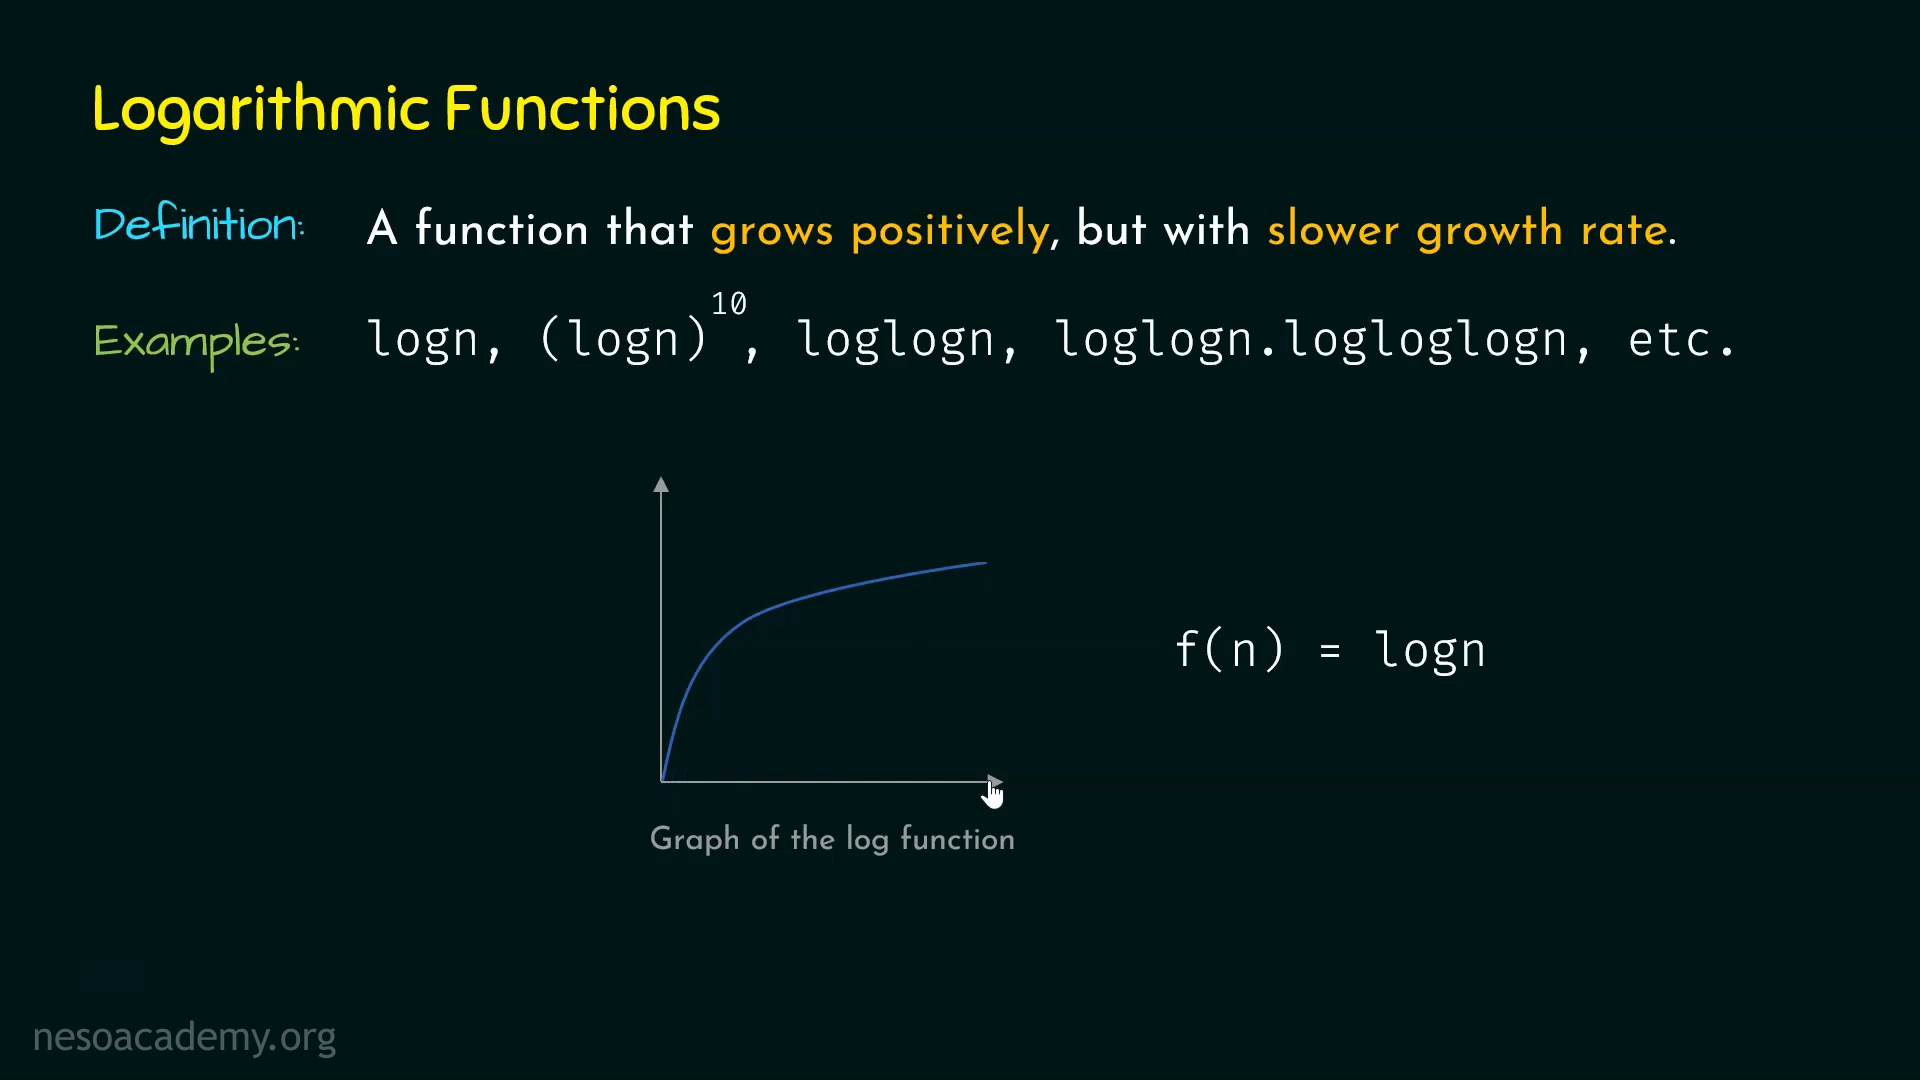 Logarithmic Functions
Definition: A function that grows positively, but with slower growth rate.
Examples: logn, (logn)¹⁰, loglogn, loglogn.logloglogn, etc.
f(n) = logn
Graph of the log function
nesoacademy.org